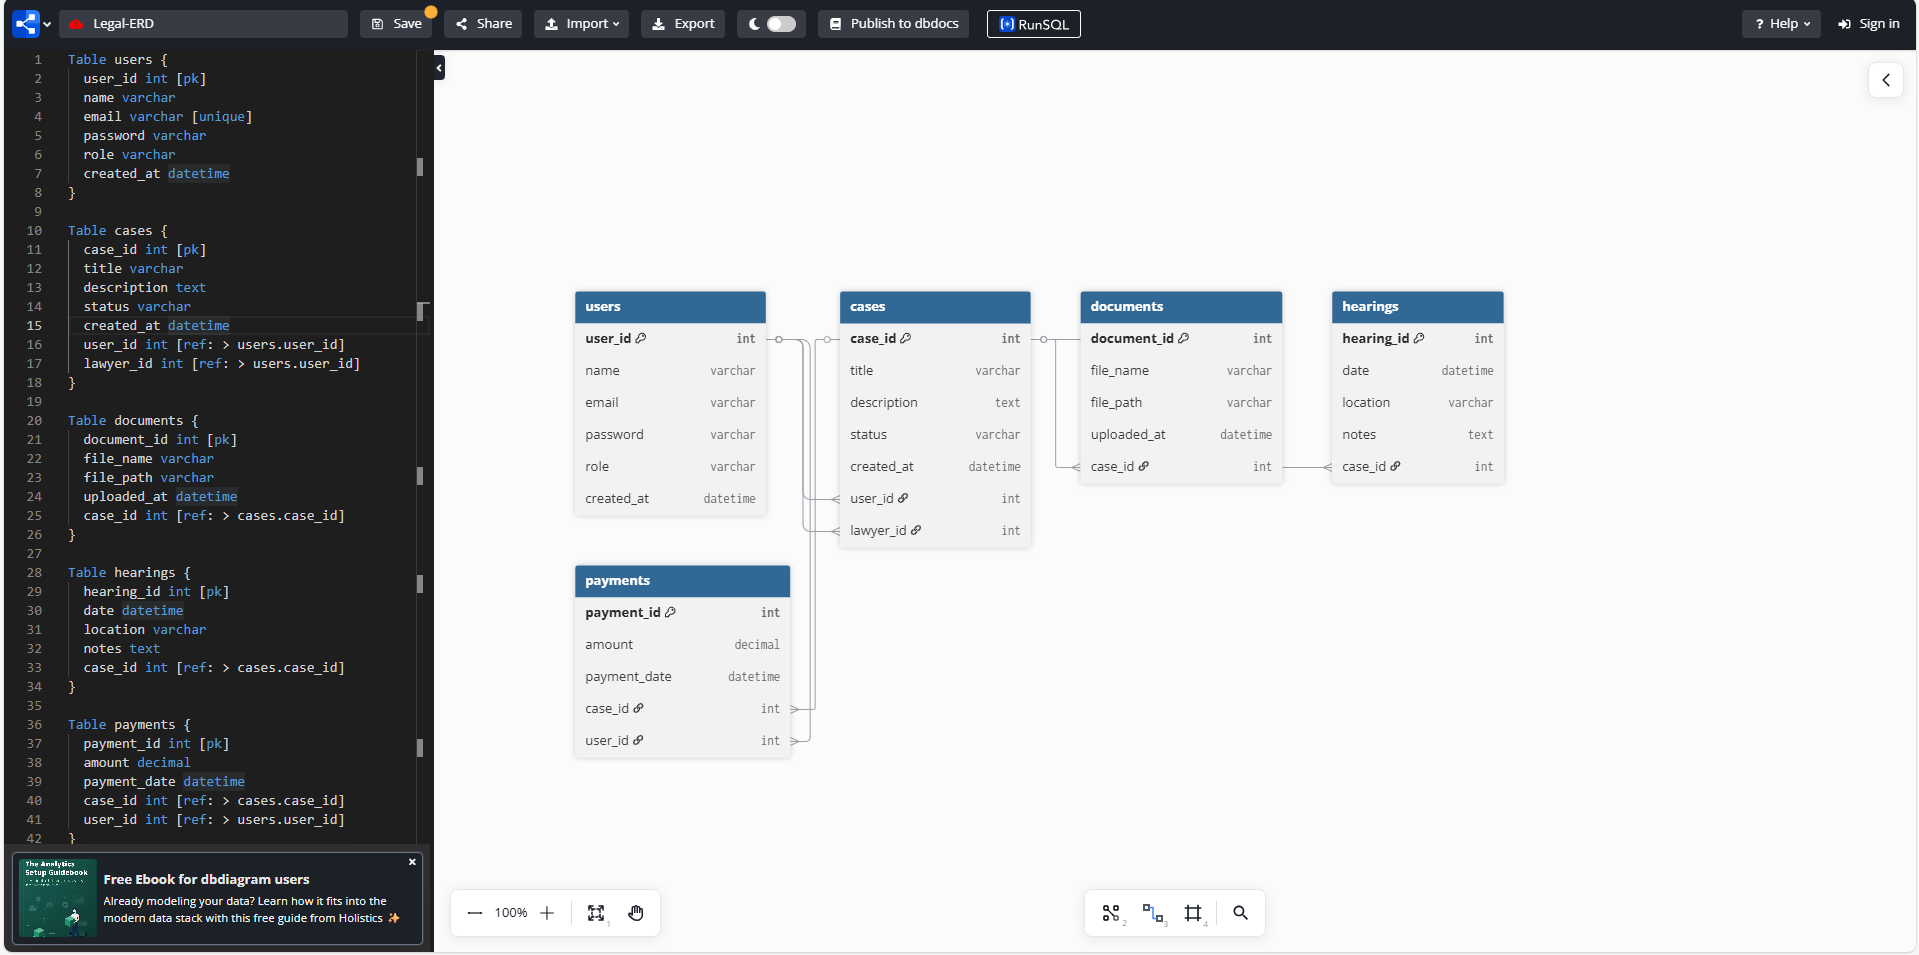 Legal-ERD
Save
Share
Import
Export
Publish to dbdocs
RunSQL
? Help
Sign in
1 Table users {
2 user_id int [pk]
3 name varchar
4 email varchar [unique]
5 password varchar
6 role varchar
7 created_at datetime
8 }
9
10 Table cases {
11 case_id int [pk]
12 title varchar
13 description text
14 status varchar
15 created_at datetime
16 user_id int [ref: > users.user_id]
17 lawyer_id int [ref: > users.user_id]
18 }
19
20 Table documents {
21 document_id int [pk]
22 file_name varchar
23 file_path varchar
24 uploaded_at datetime
25 case_id int [ref: > cases.case_id]
26 }
27
28 Table hearings {
29 hearing_id int [pk]
30 date datetime
31 location varchar
32 notes text
33 case_id int [ref: > cases.case_id]
34 }
35
36 Table payments {
37 payment_id int [pk]
38 amount decimal
39 payment_date datetime
40 case_id int [ref: > cases.case_id]
41 user_id int [ref: > users.user_id]
42 }
The Analytics
Setup Guidebook
Free Ebook for dbdiagram users
Already modeling your data? Learn how it fits into the
modern data stack with this free guide from Holistics ✨
users
user_id int
name varchar
email varchar
password varchar
role varchar
created_at datetime
cases
case_id int
title varchar
description text
status varchar
created_at datetime
user_id int
lawyer_id int
documents
document_id int
file_name varchar
file_path varchar
uploaded_at datetime
case_id int
hearings
hearing_id int
date datetime
location varchar
notes text
case_id int
payments
payment_id int
amount decimal
payment_date datetime
case_id int
user_id int
100%
1
2
3
4